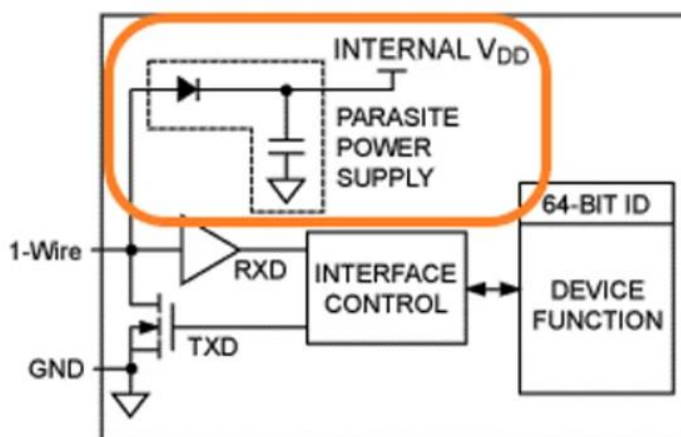 INTERNAL VDD
PARASITE
POWER
SUPPLY
64-BIT ID
1-Wire
RXD
INTERFACE
CONTROL
DEVICE
FUNCTION
TXD
GND